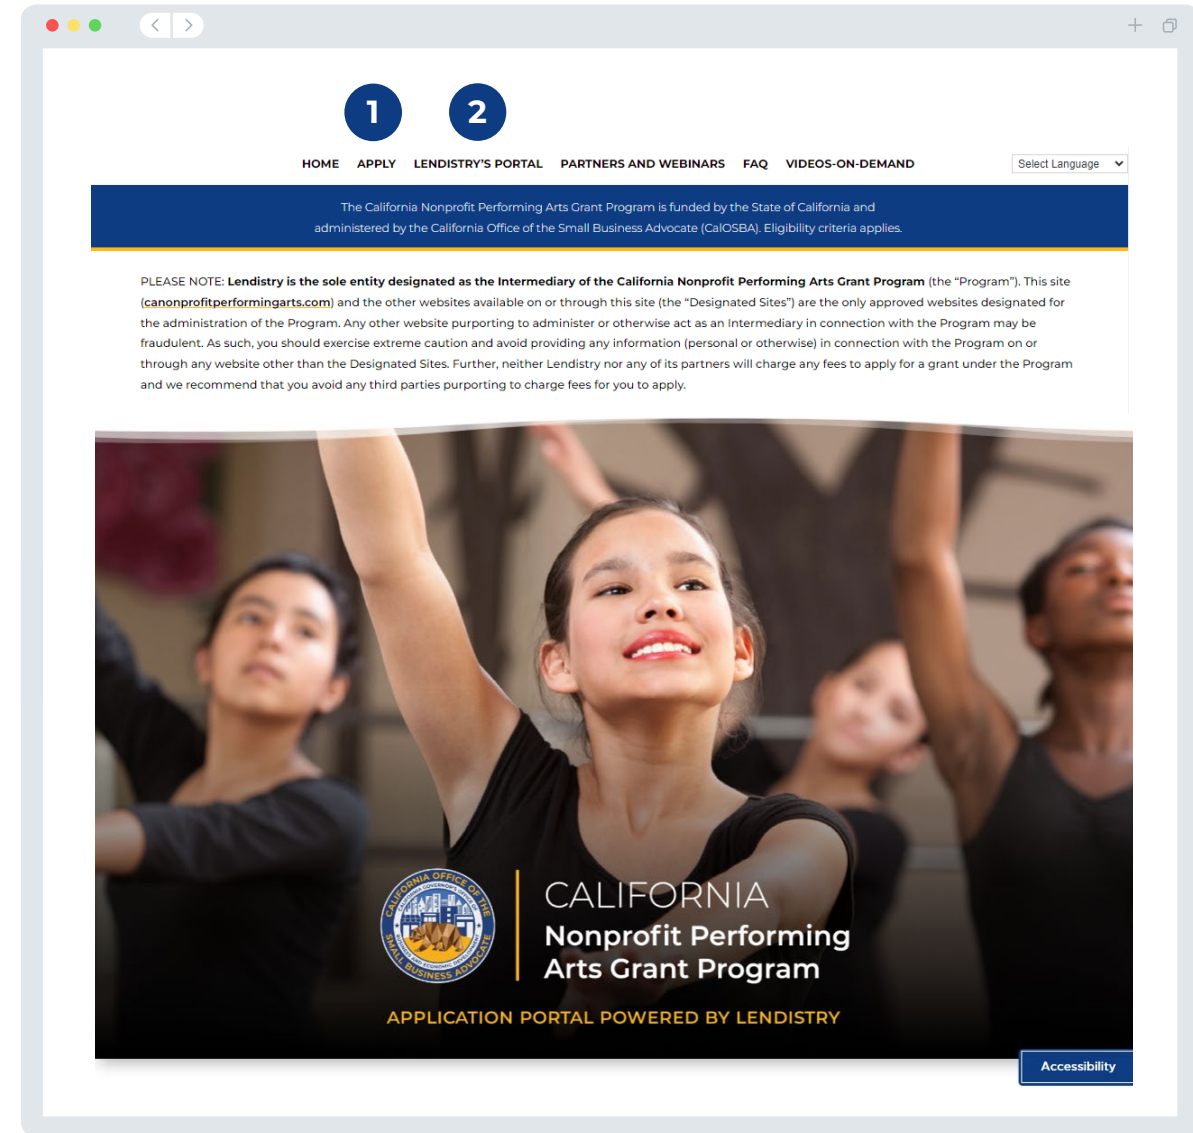 1 2
HOME APPLY LENDISTRY'S PORTAL PARTNERS AND WEBINARS FAQ VIDEOS-ON-DEMAND Select Language
The California Nonprofit Performing Arts Grant Program is funded by the State of California and
administered by the California Office of the Small Business Advocate (CalOSBA). Eligibility criteria applies.
PLEASE NOTE: Lendistry is the sole entity designated as the Intermediary of the California Nonprofit Performing Arts Grant Program (the “Program”). This site
(canonprofitperformingarts.com) and the other websites available on or through this site (the “Designated Sites”) are the only approved websites designated for
the administration of the Program. Any other website purporting to administer or otherwise act as an Intermediary in connection with the Program may be
fraudulent. As such, you should exercise extreme caution and avoid providing any information (personal or otherwise) in connection with the Program on or
through any website other than the Designated Sites. Further, neither Lendistry nor any of its partners will charge any fees to apply for a grant under the Program
and we recommend that you avoid any third parties purporting to charge fees for you to apply.
CALIFORNIA OFFICE OF THE
SMALL BUSINESS ADVOCATE
CALIFORNIA GOVERNOR'S OFFICE OF
BUSINESS AND ECONOMIC DEVELOPMENT
CALIFORNIA
Nonprofit Performing
Arts Grant Program
APPLICATION PORTAL POWERED BY LENDISTRY
Accessibility